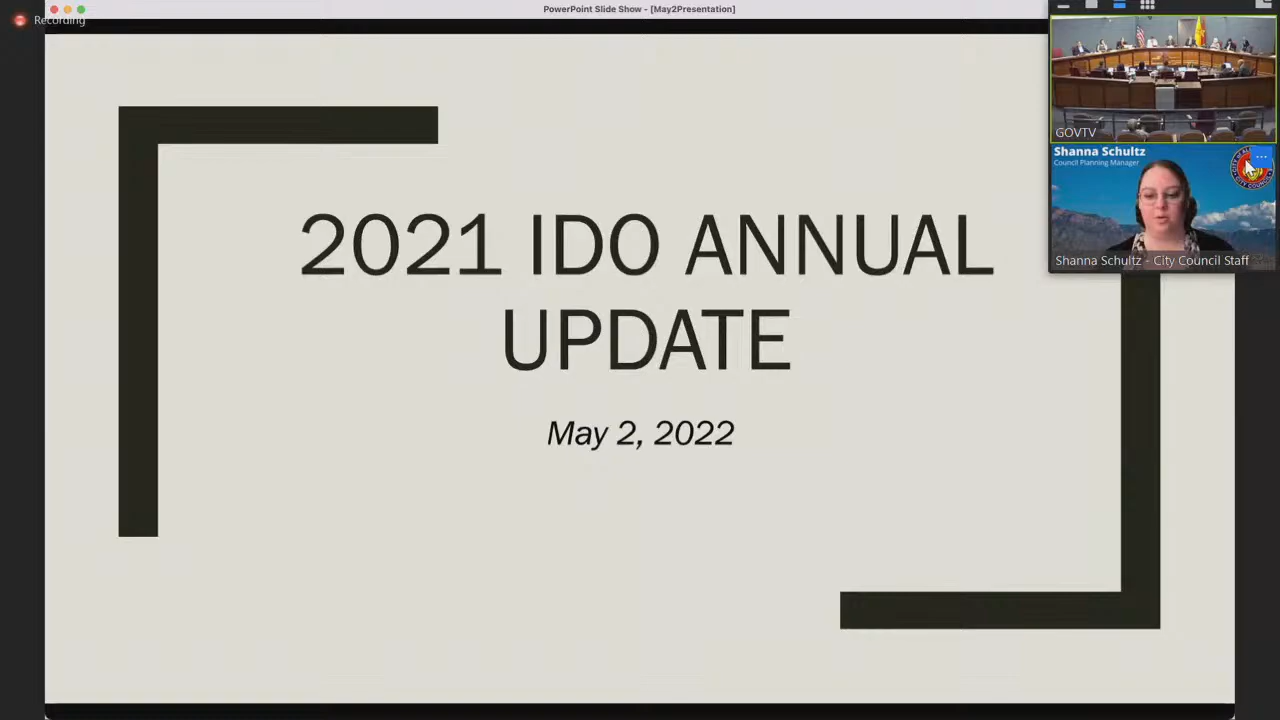 PowerPoint Slide Show - [May2Presentation]
Recording
2021 IDO ANNUAL
UPDATE
May 2, 2022
GOVTV
Shanna Schultz
Council Planning Manager
Shanna Schultz - City Council Staff